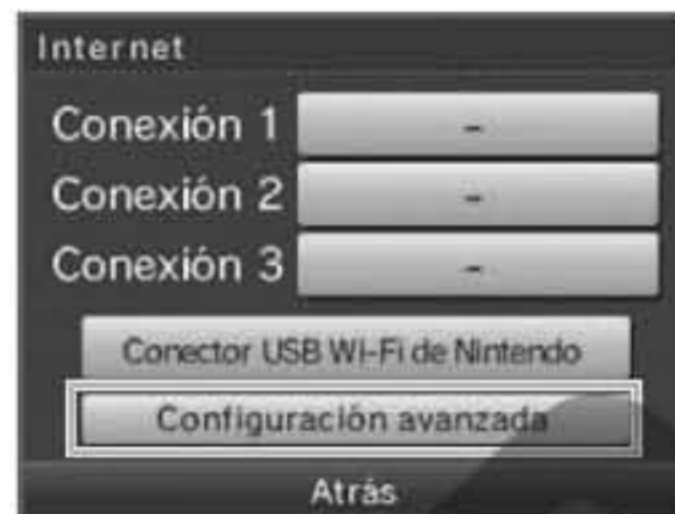 Internet
Conexión 1 -
Conexión 2 -
Conexión 3 -
Conector USB Wi-Fi de Nintendo
Configuración avanzada
Atrás